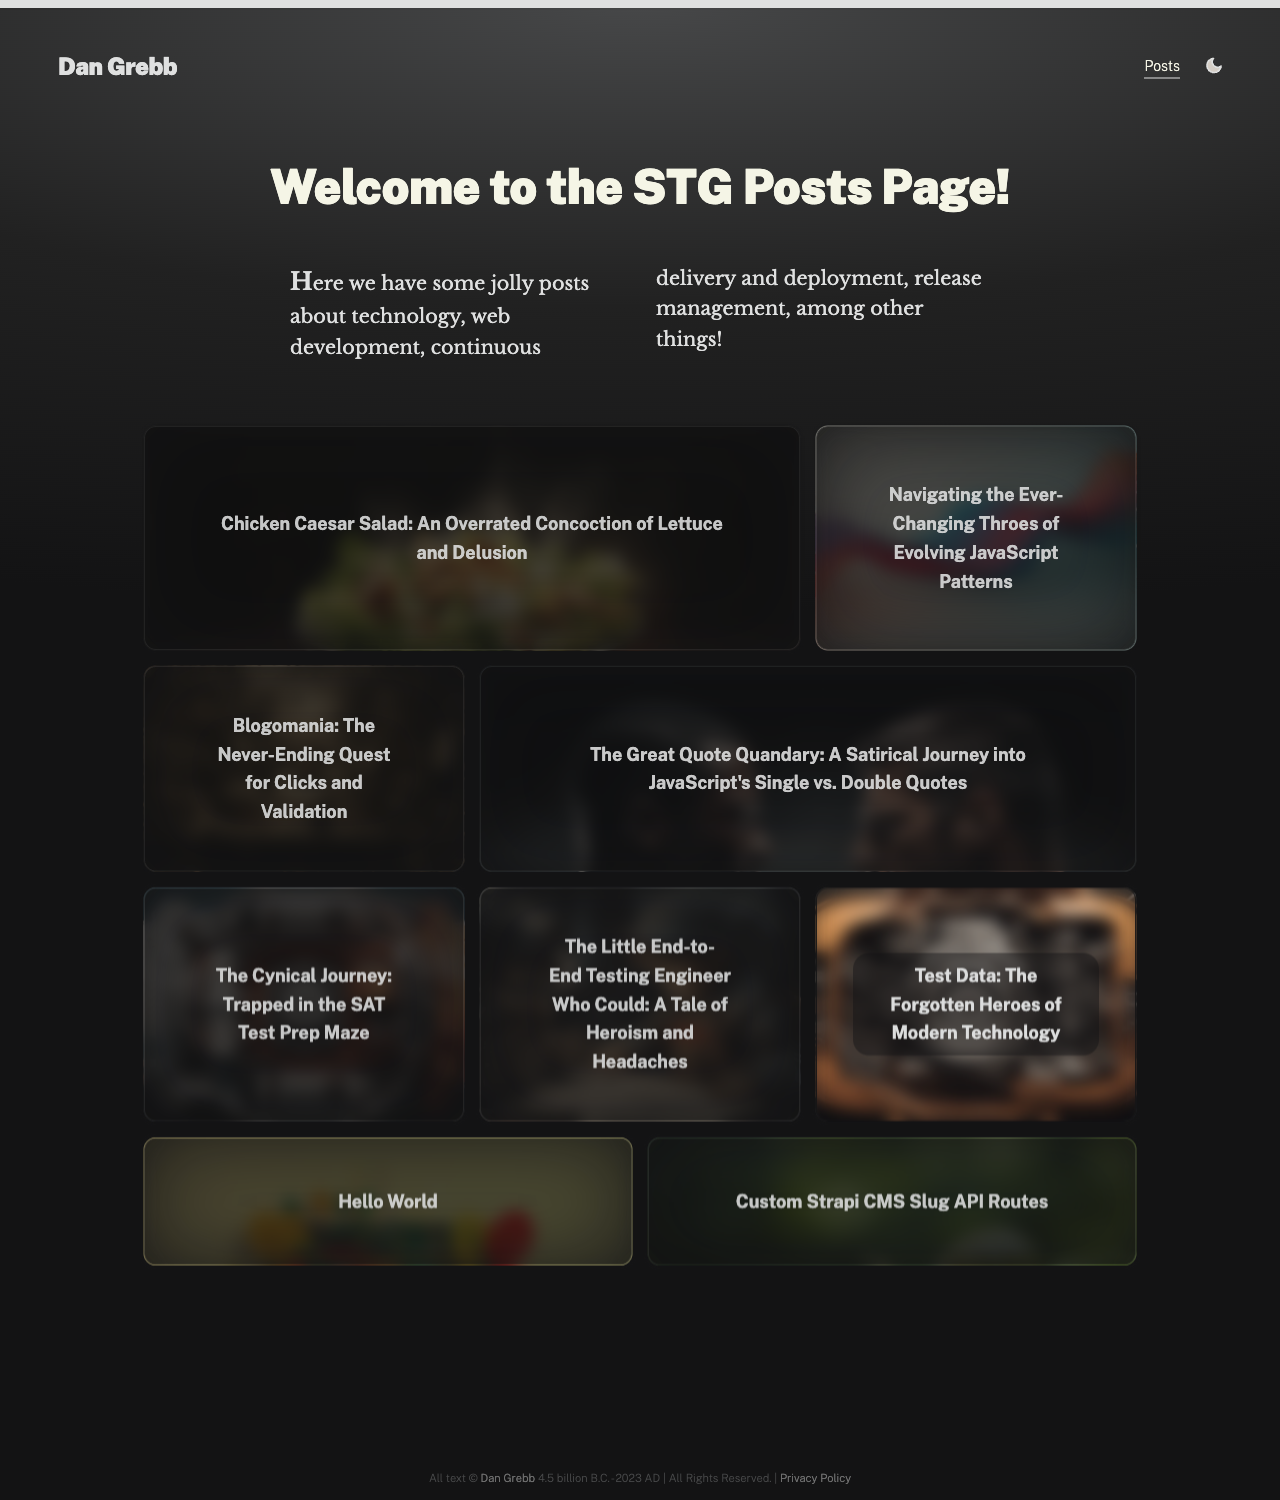 Dan Grebb
Posts
Welcome to the STG Posts Page!
Here we have some jolly posts
about technology, web
development, continuous
delivery and deployment, release
management, among other
things!
Chicken Caesar Salad: An Overrated Concoction of Lettuce
and Delusion
Navigating the Ever-
Changing Throes of
Evolving JavaScript
Patterns
Blogomania: The
Never-Ending Quest
for Clicks and
Validation
The Great Quote Quandary: A Satirical Journey into
JavaScript's Single vs. Double Quotes
The Cynical Journey:
Trapped in the SAT
Test Prep Maze
The Little End-to-
End Testing Engineer
Who Could: A Tale of
Heroism and
Headaches
Test Data: The
Forgotten Heroes of
Modern Technology
Hello World
Custom Strapi CMS Slug API Routes
All text © Dan Grebb 4.5 billion B.C.-2023 AD | All Rights Reserved. | Privacy Policy